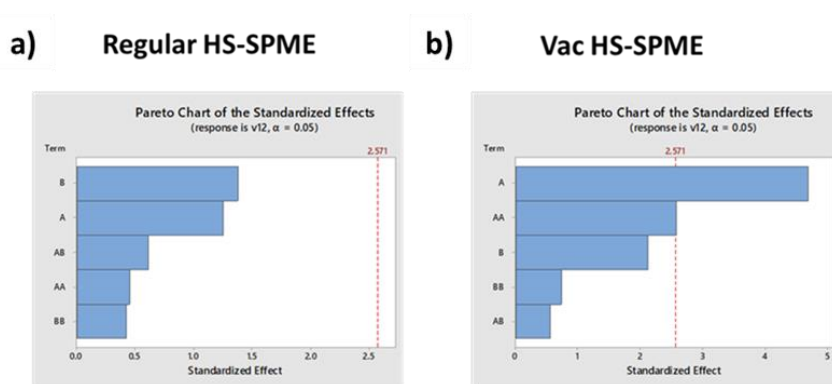 a) Regular HS-SPME
Pareto Chart of the Standardized Effects
(response is v12, α = 0.05)
Term
2.571
B
A
AB
AA
BB
0.0 0.5 1.0 1.5 2.0 2.5
Standardized Effect
b) Vac HS-SPME
Pareto Chart of the Standardized Effects
(response is v12, α = 0.05)
Term
2.571
A
AA
B
BB
AB
0 1 2 3 4 5
Standardized Effect